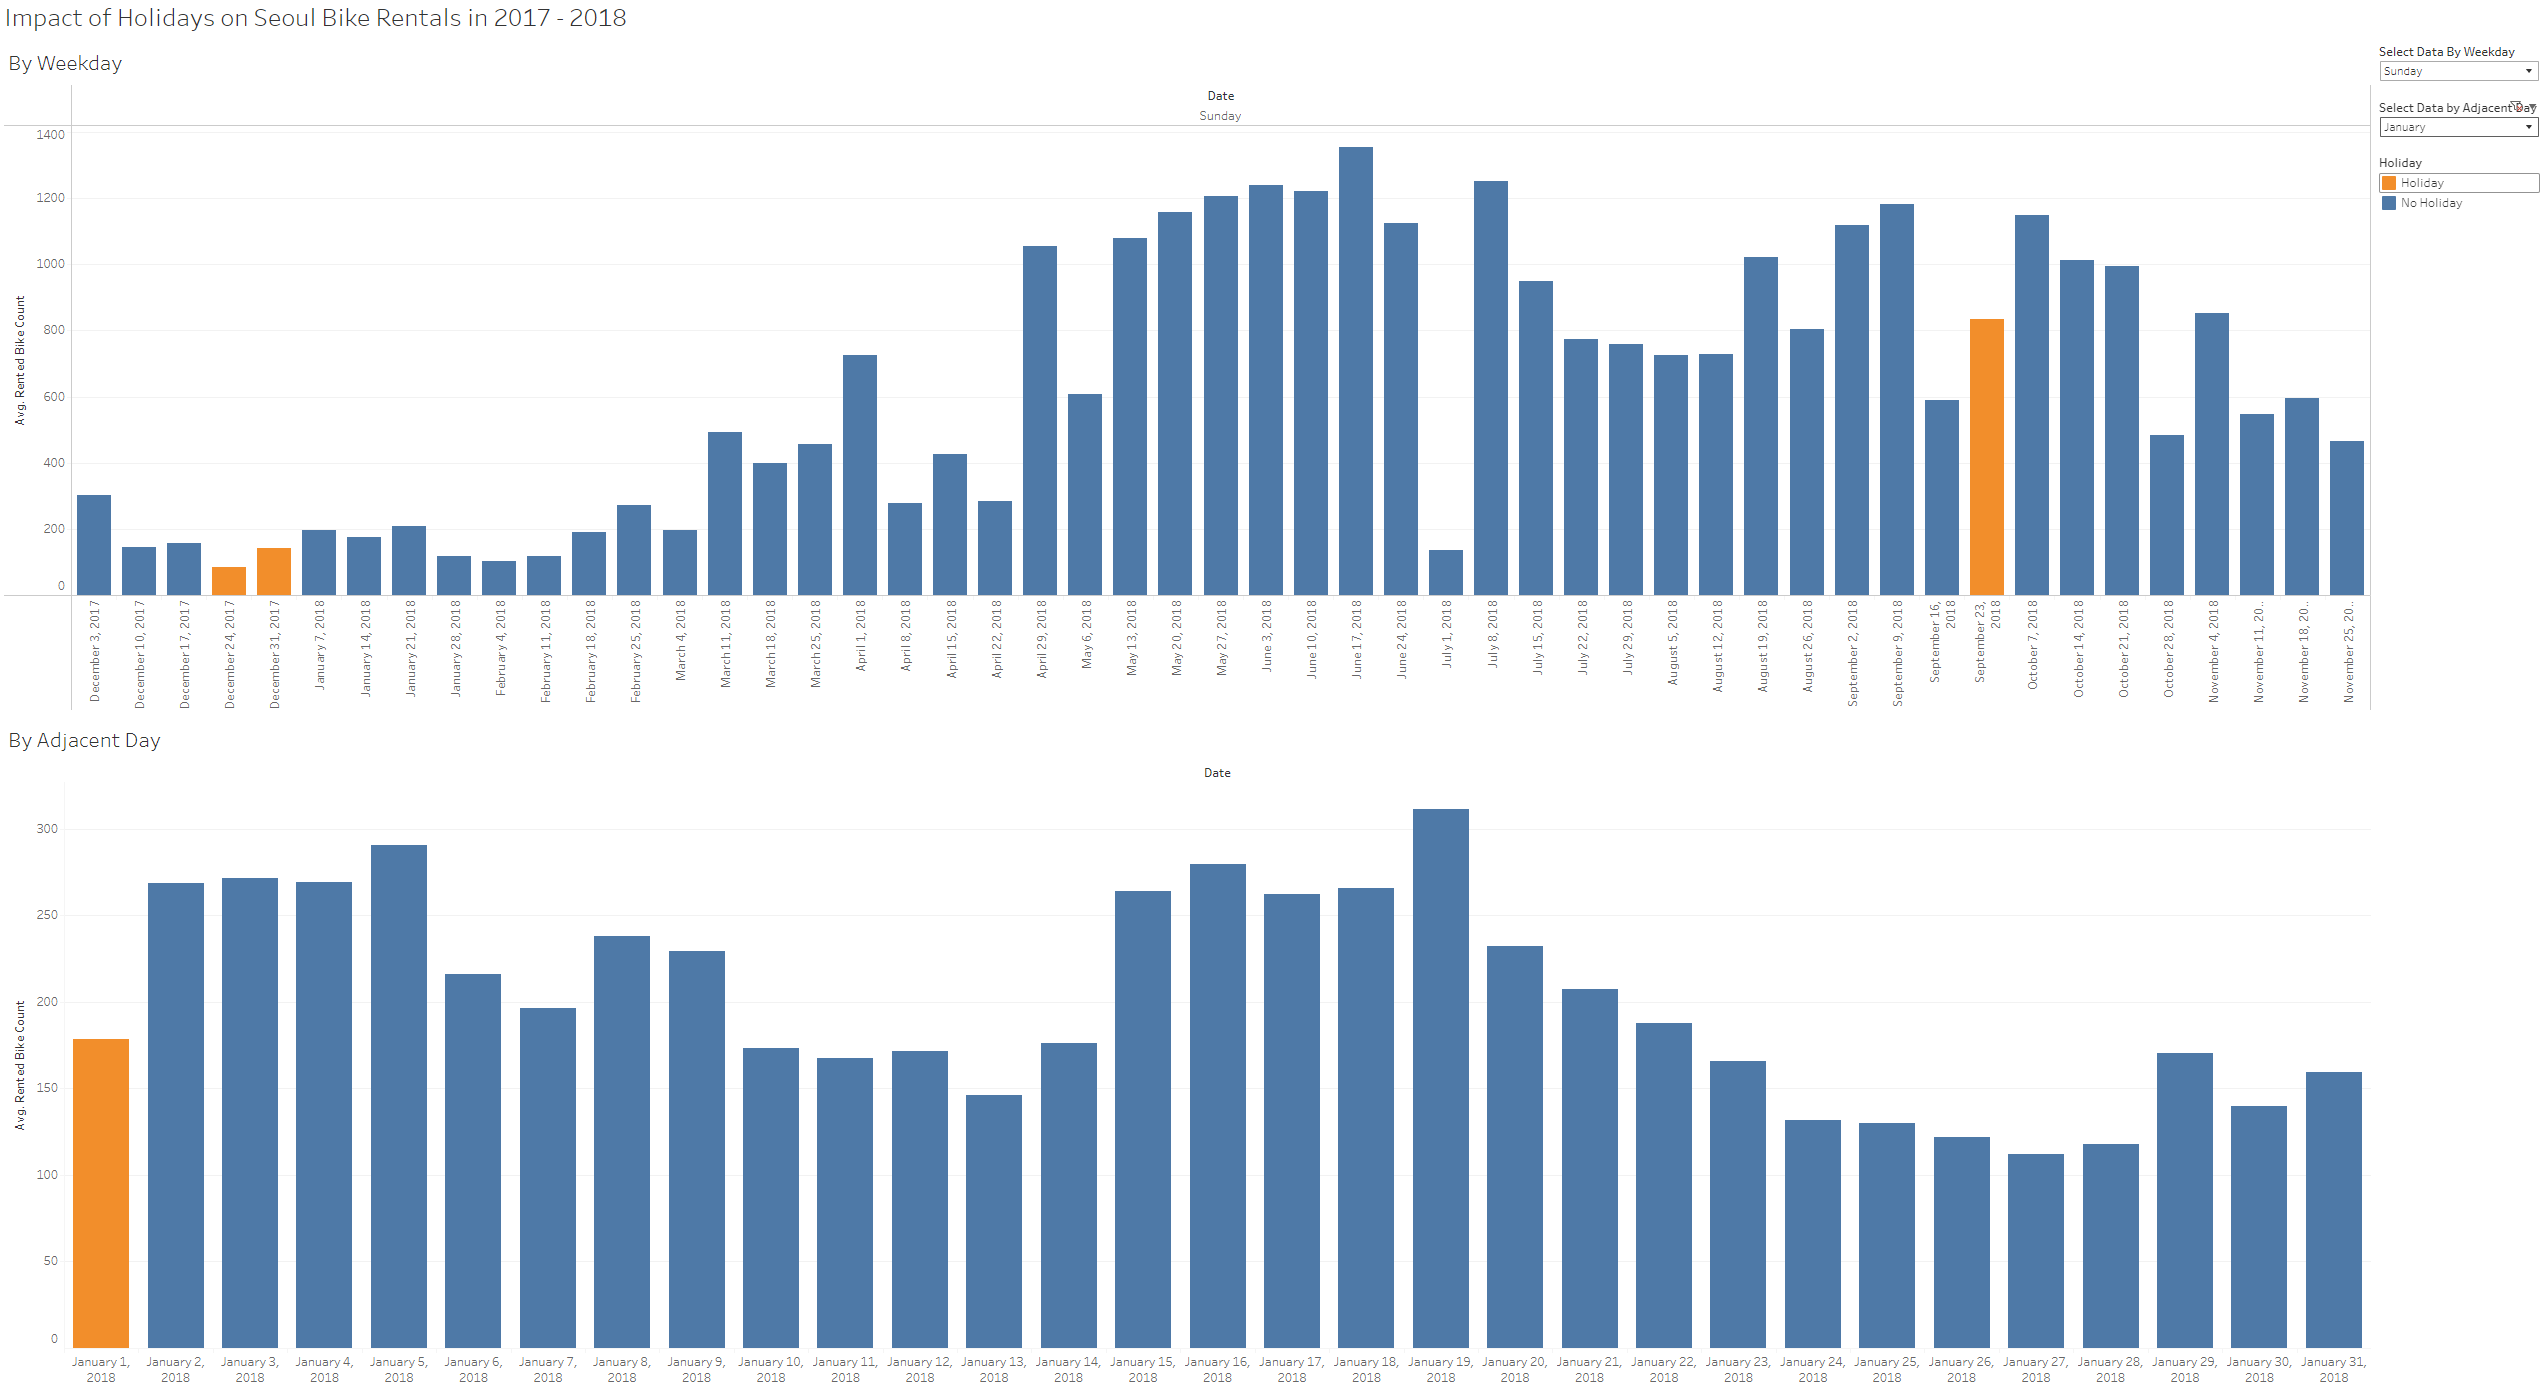 Impact of Holidays on Seoul Bike Rentals in 2017 - 2018
By Weekday
Select Data By Weekday
Sunday
Select Data by Adjacent Day
January
Holiday
Holiday
No Holiday
Date
Sunday
Avg. Rented Bike Count
1400
1200
1000
800
600
400
200
0
December 3, 2017
December 10, 2017
December 17, 2017
December 24, 2017
December 31, 2017
January 7, 2018
January 14, 2018
January 21, 2018
January 28, 2018
February 4, 2018
February 11, 2018
February 18, 2018
February 25, 2018
March 4, 2018
March 11, 2018
March 18, 2018
March 25, 2018
April 1, 2018
April 8, 2018
April 15, 2018
April 22, 2018
April 29, 2018
May 6, 2018
May 13, 2018
May 20, 2018
May 27, 2018
June 3, 2018
June 10, 2018
June 17, 2018
June 24, 2018
July 1, 2018
July 8, 2018
July 15, 2018
July 22, 2018
July 29, 2018
August 5, 2018
August 12, 2018
August 19, 2018
August 26, 2018
September 2, 2018
September 9, 2018
September 16,
2018
September 23,
2018
October 7, 2018
October 14, 2018
October 21, 2018
October 28, 2018
November 4, 2018
November 11, 20..
November 18, 20..
November 25, 20..
By Adjacent Day
Date
Avg. Rented Bike Count
300
250
200
150
100
50
0
January 1,
2018
January 2,
2018
January 3,
2018
January 4,
2018
January 5,
2018
January 6,
2018
January 7,
2018
January 8,
2018
January 9,
2018
January 10,
2018
January 11,
2018
January 12,
2018
January 13,
2018
January 14,
2018
January 15,
2018
January 16,
2018
January 17,
2018
January 18,
2018
January 19,
2018
January 20,
2018
January 21,
2018
January 22,
2018
January 23,
2018
January 24,
2018
January 25,
2018
January 26,
2018
January 27,
2018
January 28,
2018
January 29,
2018
January 30,
2018
January 31,
2018